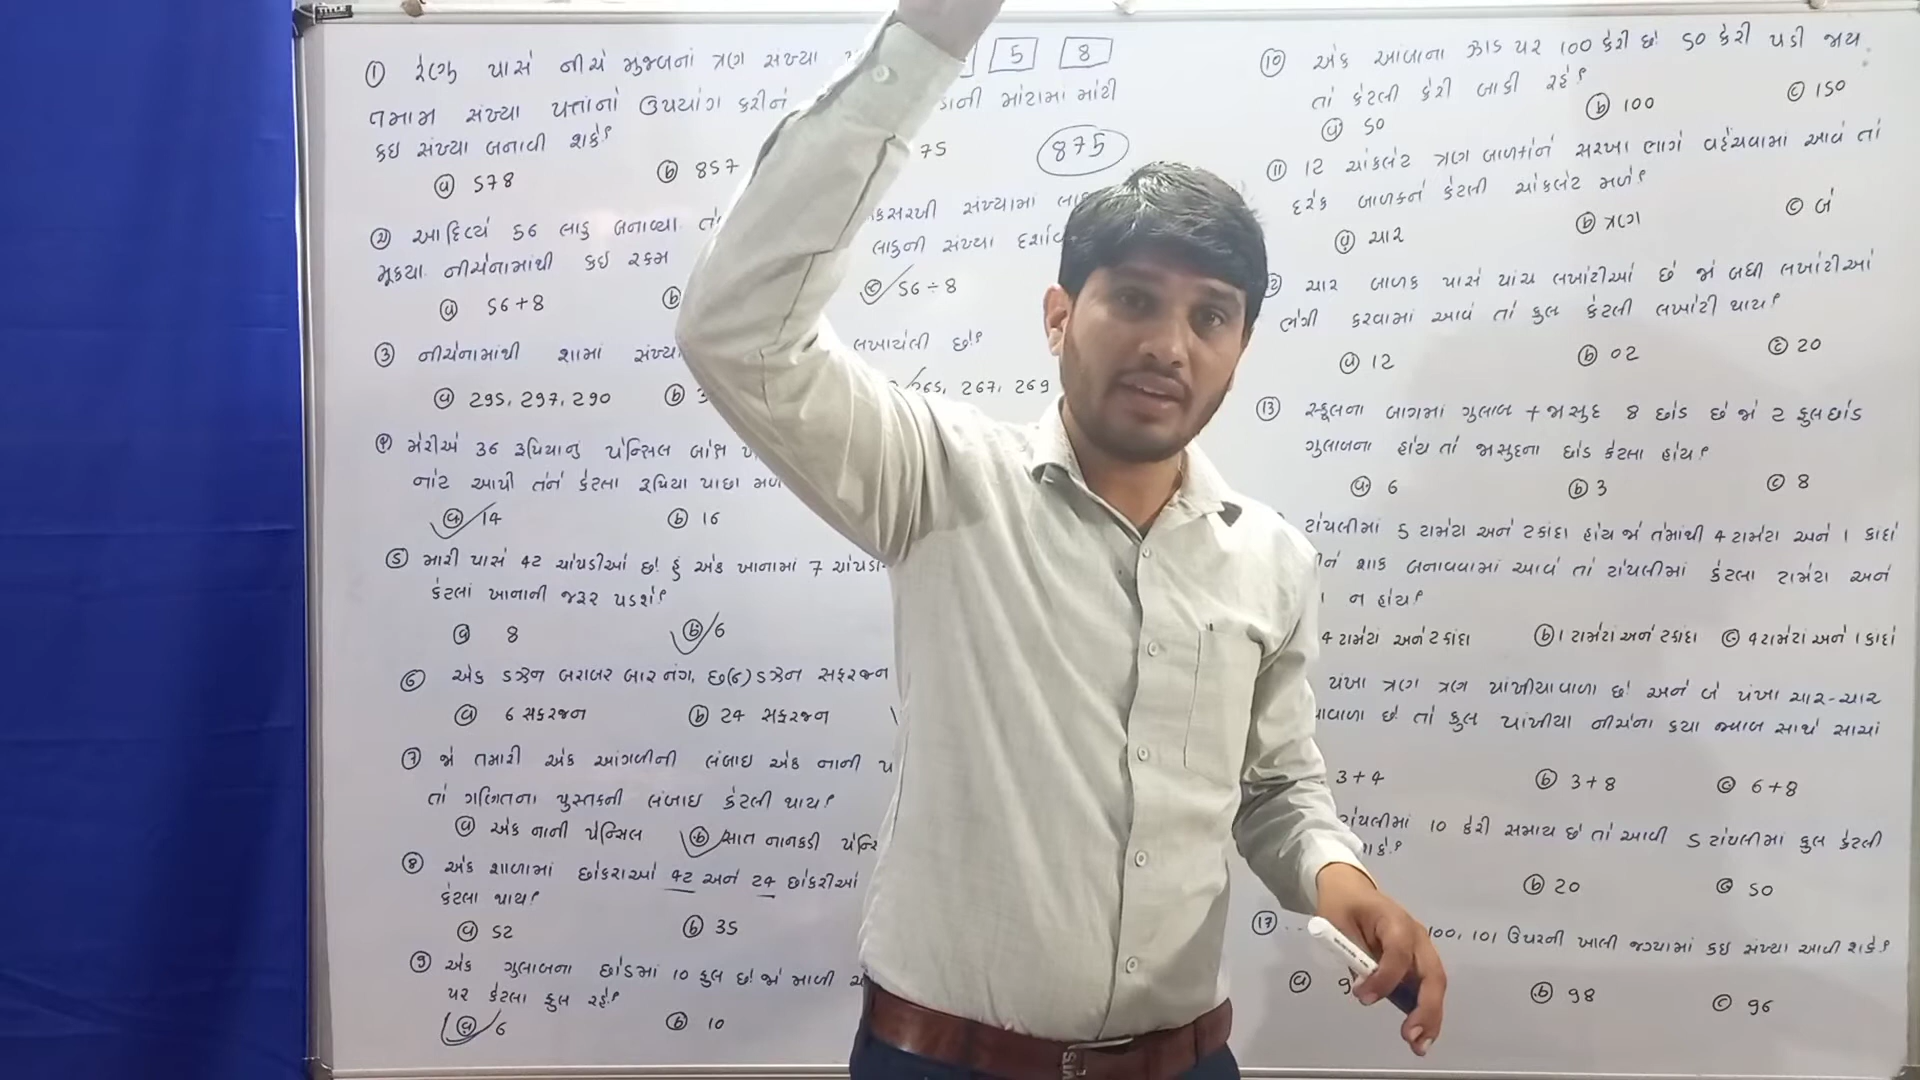 TITLE
① રેણુ પાસે નીચે મુજબનાં ત્રણ સંખ્યા
5 8
તમામ સંખ્યા પત્તાંનો ઉપયોગ કરીને
ની મોટામાં મોટી
કઇ સંખ્યા બનાવી શકે?
875
ⓐ 578 ⓑ 857 75
② આદિત્યે 56 લાડુ બનાવ્યા
કસરખી સંખ્યામાં
મૂકયા. નીચેનામાંથી કઈ રકમ
લાડુની સંખ્યા
ⓐ 56+8 ⓑ ⓒ 56÷8
③ નીચેનામાંથી શામાં
લખાયેલી છે?
ⓐ 295, 297, 290 ⓑ 265, 267, 269
④ મેરીએ 36 રૂપિયાનુ પેન્સિલ બોક્ષ
નોટ આપી તેને કેટલા રૂપિયા પાછા
ⓐ 14 ⓑ 16
⑤ મારી પાસે 42 ચોપડીઓ છે! હું એક ખાનામાં 7
કેટલાં ખાનાની જરૂર પડશે?
ⓐ 8 ⓑ 6
⑥ એક ડઝન બરાબર બાર નંગ, છ(6) ડઝન સફરજન
ⓐ 6 સફરજન ⓑ 24 સફરજન
⑦ જો તમારી એક આંગળીની લંબાઇ એક નાની
તો ગણિતના પુસ્તકની લંબાઇ કેટલી થાય?
ⓐ એક નાની પેન્સિલ ⓑ સાત નાનકડી
⑧ એક શાળામાં છોકરાઓ 42 અને 24 છોકરીઓ
કેટલા થાય?
ⓐ 52 ⓑ 35
⑨ એક ગુલાબના છોડમાં 10 ફુલ છે! જો માળી
પર કેટલા ફુલ રહે?
ⓐ 6 ⓑ 10
⑩ એક આંબાના ઝાડ પર 100 કેરી છે! 50 કેરી પડી જાય
તો કેટલી કેરી બાકી રહે?
ⓐ 50 ⓑ 100 ⓒ 150
⑪ 12 ચોકલેટ ત્રણ બાળકોને સરખા ભાગે વહેંચવામાં આવે તો
દરેક બાળકને કેટલી ચોકલેટ મળે?
ⓐ ચાર ⓑ ત્રણ ⓒ બે
ચાર બાળક પાસે પાંચ લખોટીઓ છે જો બધી લખોટીઓ
ભેગી કરવામાં આવે તો કુલ કેટલી લખોટી થાય?
ⓐ 12 ⓑ 02 ⓒ 20
⑬ સ્કૂલના બાગમાં ગુલાબ + જાસુદ 8 છોડ છે જો 2 ફુલછોડ
ગુલાબના હોય તો જાસુદના છોડ કેટલા હોય?
ⓐ 6 ⓑ 3 ⓒ 8
ટોપલીમાં 5 ટામેટા અને 2 કાંદા હોય જો તેમાંથી 4 ટામેટા અને 1 કાંદો
શાક બનાવવામાં આવે તો ટોપલીમાં કેટલા ટામેટા અને
ન હોય?
4 ટામેટાં અને 2 કાંદા ⓑ 1 ટામેટાં અને 2 કાંદા ⓒ 4 ટામેટાં અને 1 કાંદો
પંખા ત્રણ ત્રણ પાંખીયાવાળા છે! અને બે પંખા ચાર-ચાર
વાળા છે તો કુલ પાંખીયા નીચેના કયા જવાબ સાથે સાચાં
3+4 ⓑ 3+8 ⓒ 6+8
ટોપલીમાં 10 કેરી સમાય છે તો આવી 5 ટોપલીમાં કુલ કેટલી
ⓑ 20 ⓒ 50
⑰ 100, 101 ઉપરની ખાલી જગ્યામાં કઇ સંખ્યા આવી શકે?
ⓐ 9 ⓑ 98 ⓒ 96